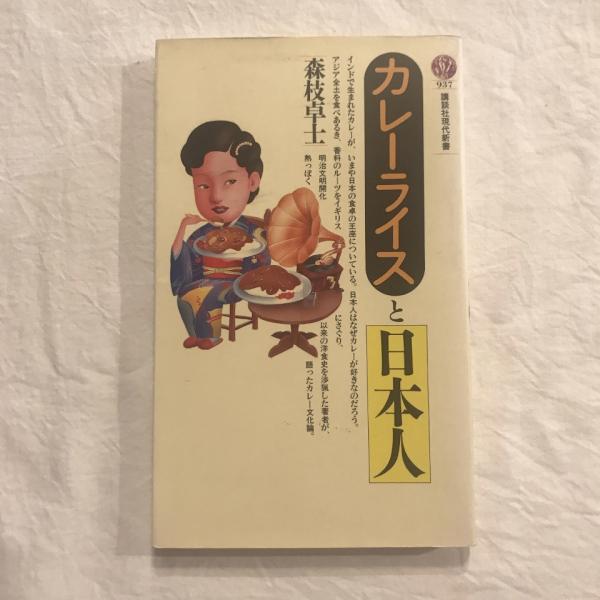 937
講談社現代新書
カレーライス
と
日本人
インドで生まれたカレーが、いまや日本の食卓の王座についている。日本人はなぜカレーが好きなのだろう。
アジア全土を食べあるき、香料のルーツをイギリスにさぐり、
明治文明開化以来の洋食史を渉猟した著者が、
熱っぽく語ったカレー文化論。
森枝卓士